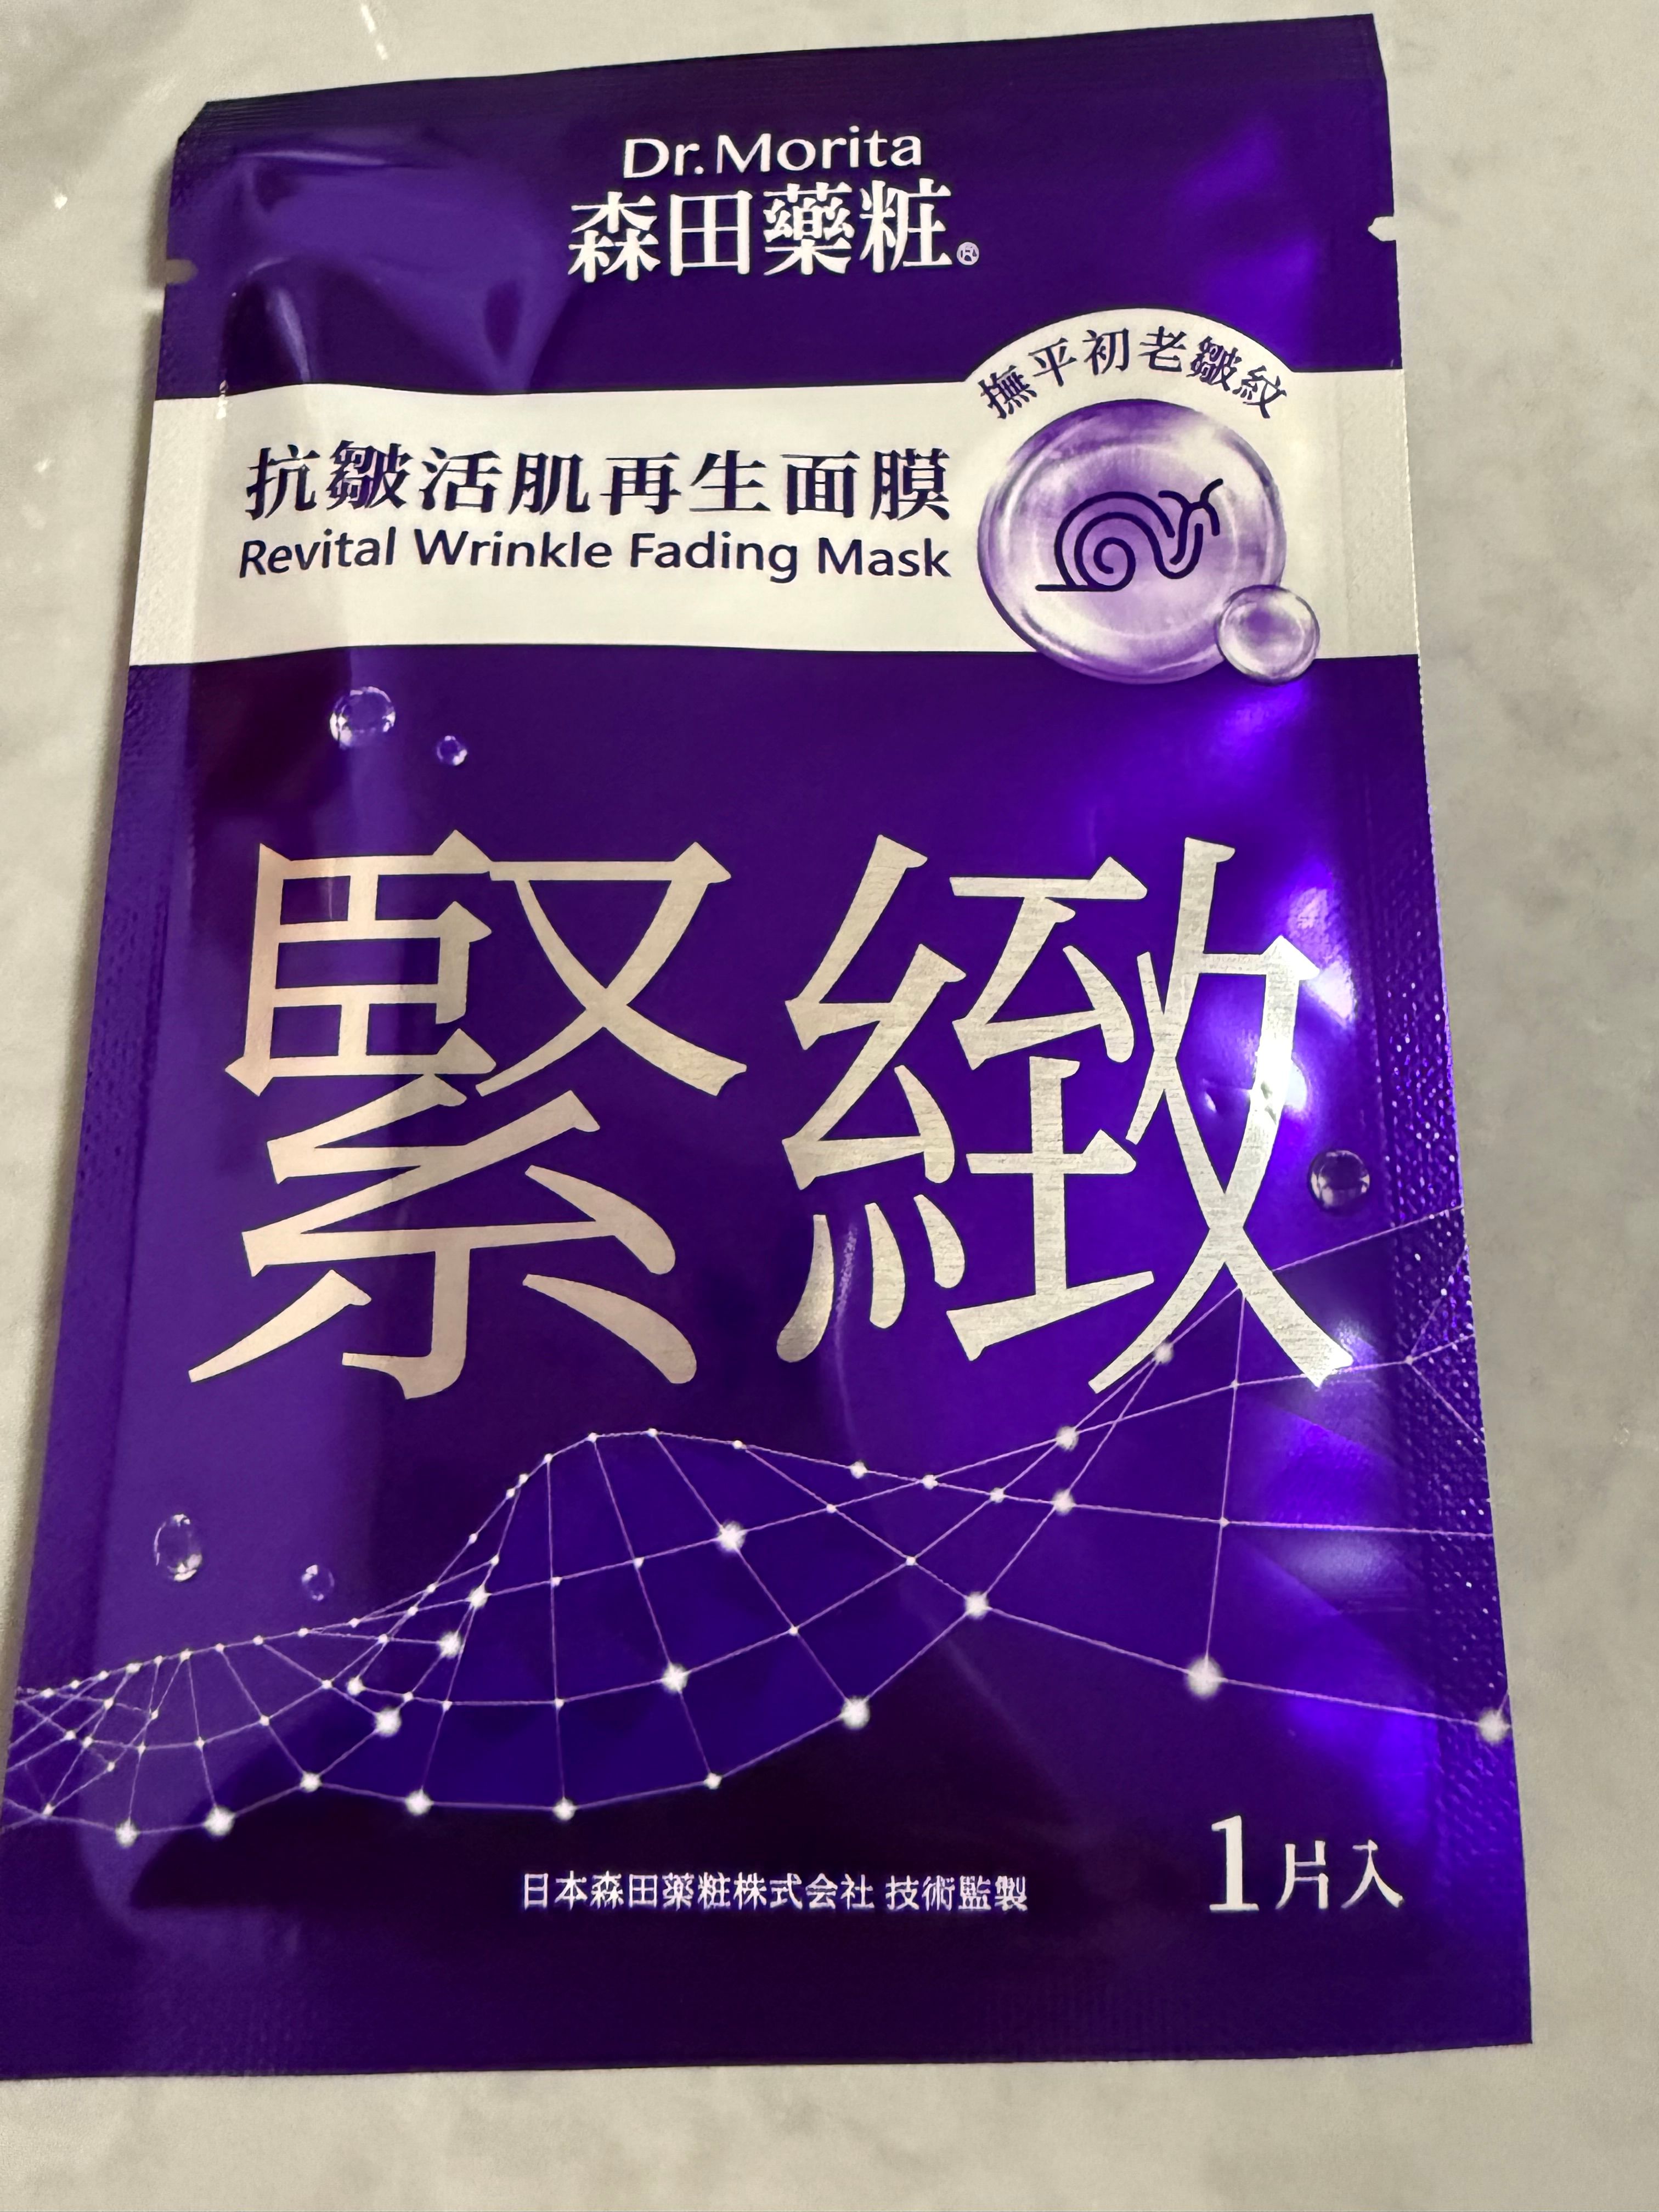 Dr.Morita
森田藥粧®
撫平初老皺紋
抗皺活肌再生面膜
Revital Wrinkle Fading Mask
緊緻
1片入
日本森田薬粧株式会社 技術監製